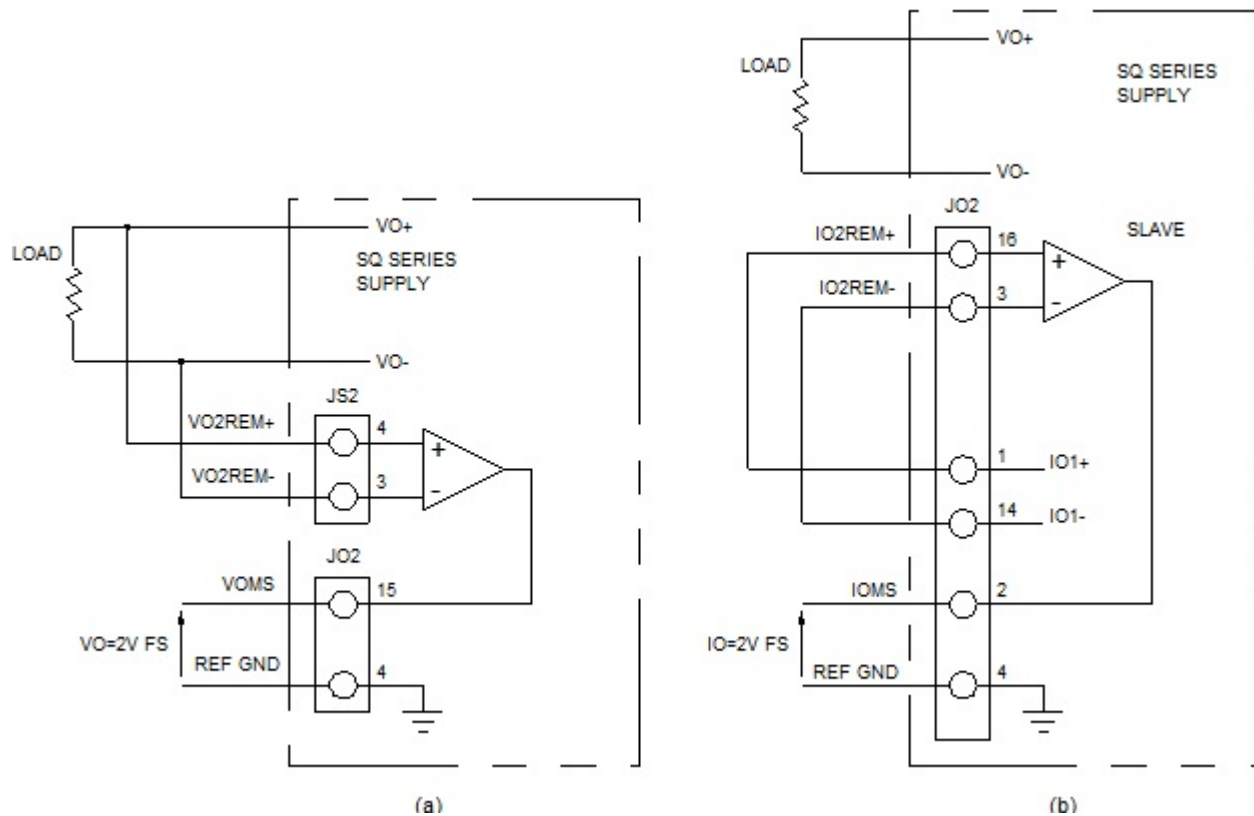 VO+
LOAD
SQ SERIES
SUPPLY
VO-
JS2
VO2REM+
4
+
VO2REM-
3
-
JO2
VOMS
15
VO=2V FS
REF GND
4
(a)
VO+
LOAD
SQ SERIES
SUPPLY
VO-
JO2
IO2REM+
16
+
SLAVE
IO2REM-
3
-
1
IO1+
14
IO1-
IOMS
2
IO=2V FS
REF GND
4
(b)